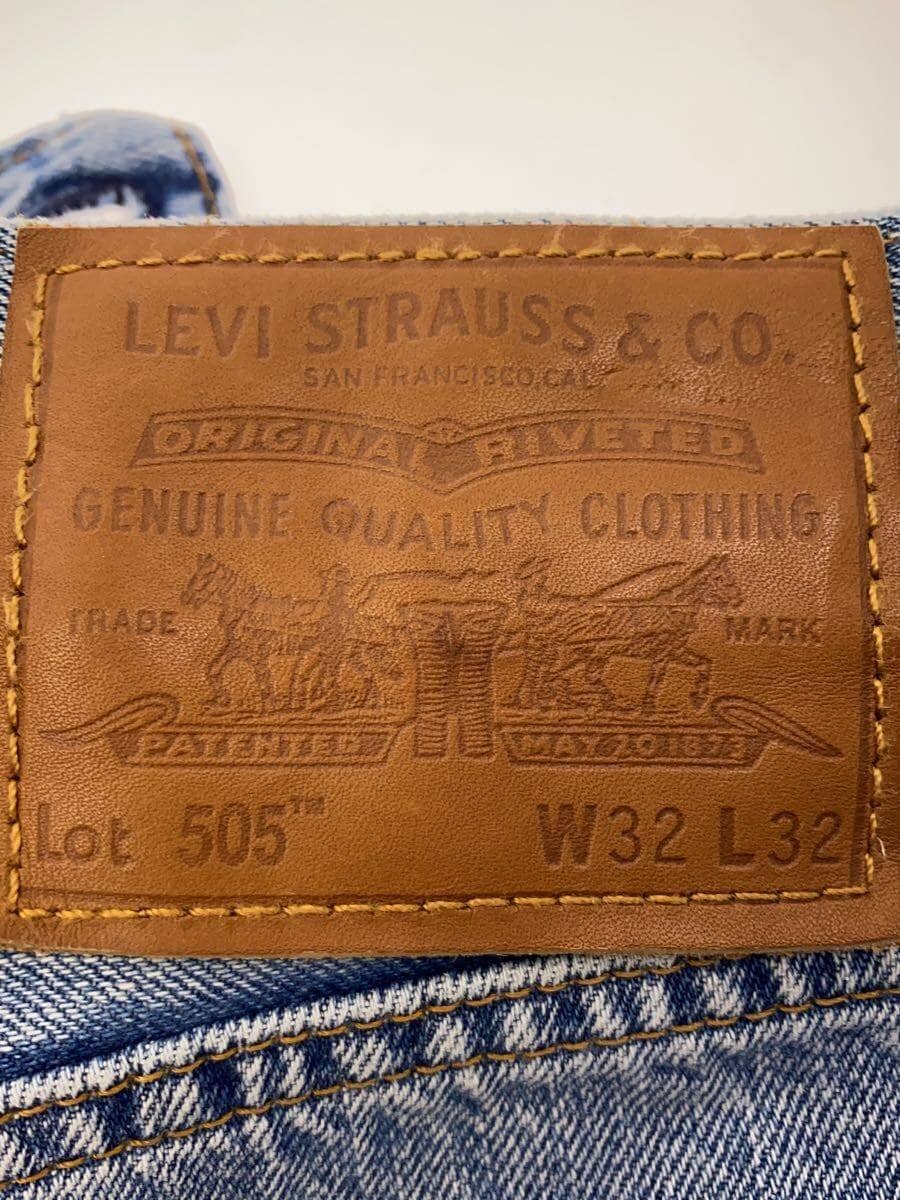 LEVI STRAUSS & CO.
SAN FRANCISCO, CAL.
ORIGINAL RIVETED
GENUINE QUALITY CLOTHING
TRADE MARK
PATENTED MAY 20 1873
Lot 505™ W32 L32